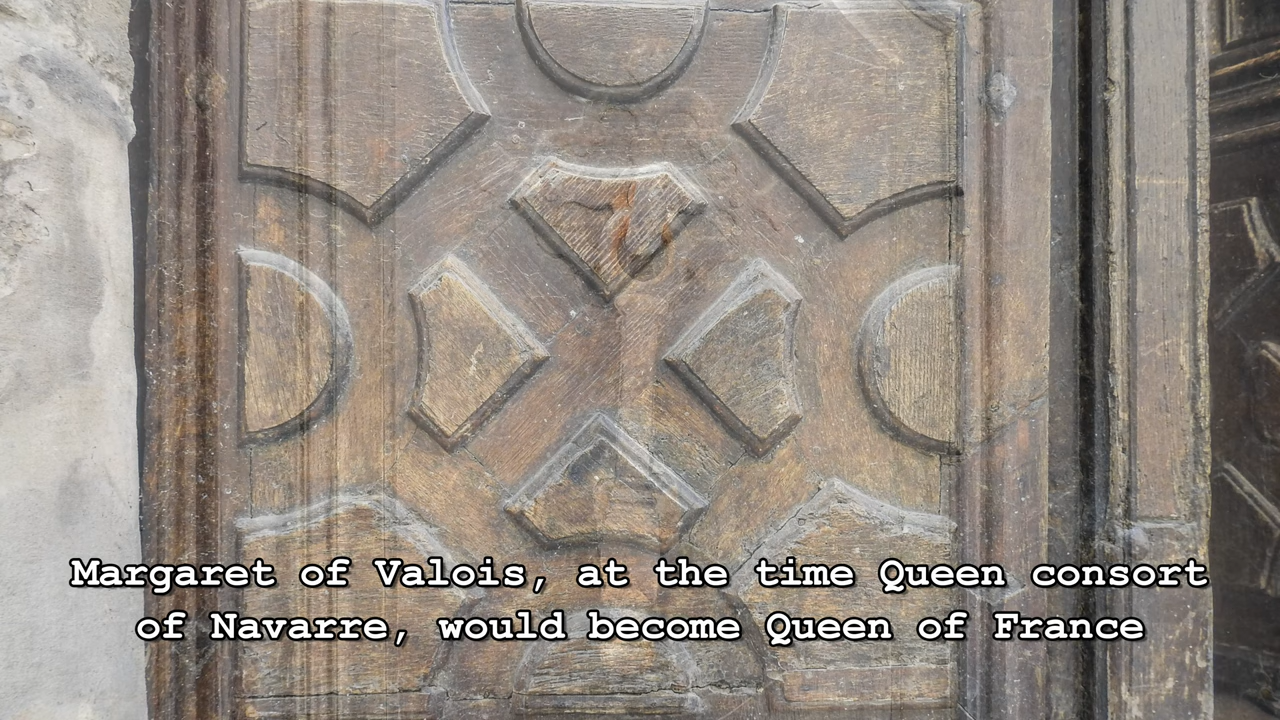 Margaret of Valois, at the time Queen consort
of Navarre, would become Queen of France